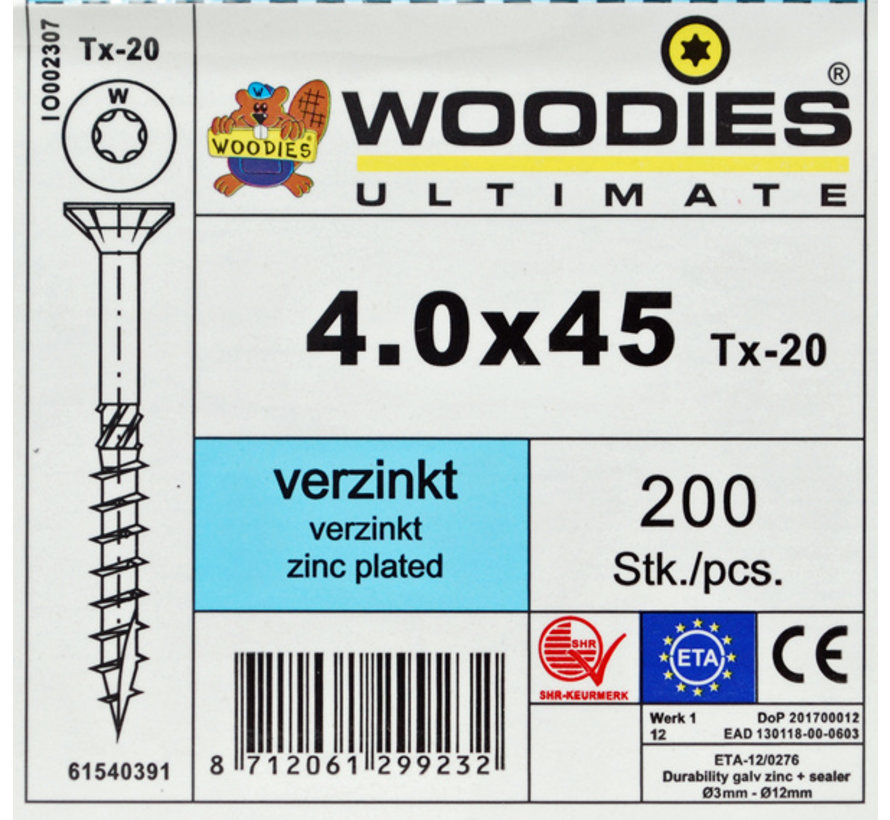 IO002307
Tx-20
W
W
WOODIES®
WOODIES®
ULTIMATE
4.0x45 Tx-20
verzinkt
verzinkt
zinc plated
200
Stk./pcs.
SHR
SHR-KEURMERK
ETA
CE
Werk 1 DoP 201700012
12 EAD 130118-00-0603
ETA-12/0276
Durability galv zinc + sealer
Ø3mm - Ø12mm
61540391
8 712061 299232